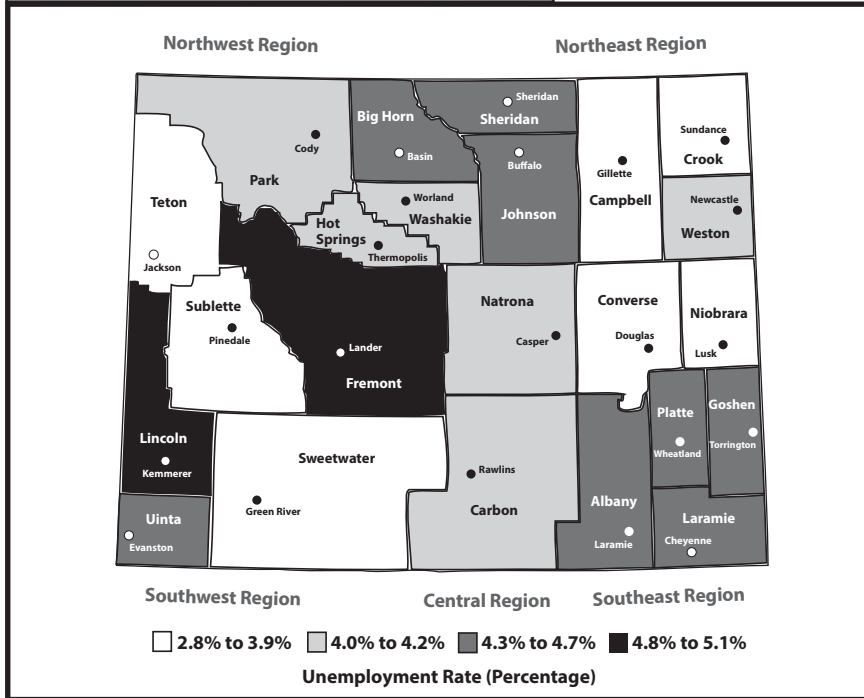 Northwest Region
Northeast Region
Big Horn
Sheridan
Sheridan
Cody
Basin
Buffalo
Sundance
Crook
Park
Gillette
Campbell
Teton
Worland
Washakie
Johnson
Newcastle
Weston
Hot
Springs
Thermopolis
Jackson
Sublette
Pinedale
Natrona
Casper
Converse
Douglas
Niobrara
Lusk
Lander
Fremont
Platte
Wheatland
Goshen
Torrington
Lincoln
Kemmerer
Sweetwater
Green River
Rawlins
Carbon
Albany
Laramie
Laramie
Cheyenne
Uinta
Evanston
Southwest Region
Central Region
Southeast Region
2.8% to 3.9%
4.0% to 4.2%
4.3% to 4.7%
4.8% to 5.1%
Unemployment Rate (Percentage)